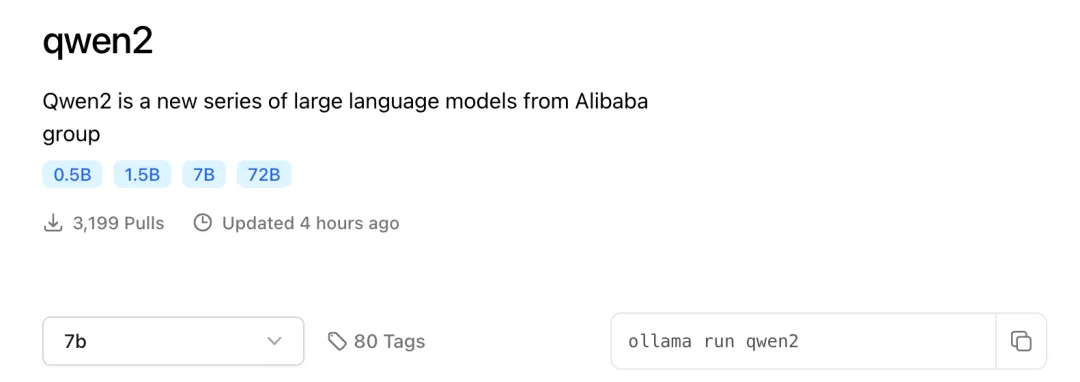 qwen2
Qwen2 is a new series of large language models from Alibaba
group
0.5B 1.5B 7B 72B
3,199 Pulls Updated 4 hours ago
7b 80 Tags ollama run qwen2